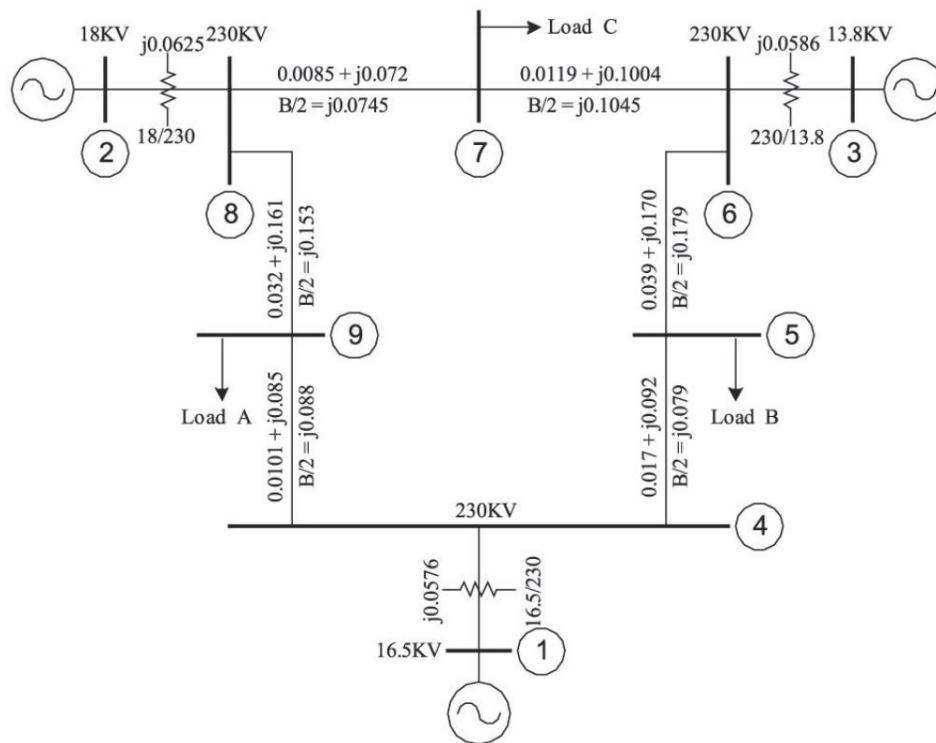 18KV
j0.0625
230KV
0.0085 + j0.072
B/2 = j0.0745
Load C
0.0119 + j0.1004
B/2 = j0.1045
230KV
j0.0586
13.8KV
18/230
230/13.8
2
8
7
6
3
0.032 + j0.161
B/2 = j0.153
0.039 + j0.170
B/2 = j0.179
9
5
Load A
Load B
0.0101 + j0.085
B/2 = j0.088
0.017 + j0.092
B/2 = j0.079
230KV
4
j0.0576
16.5/230
16.5KV
1